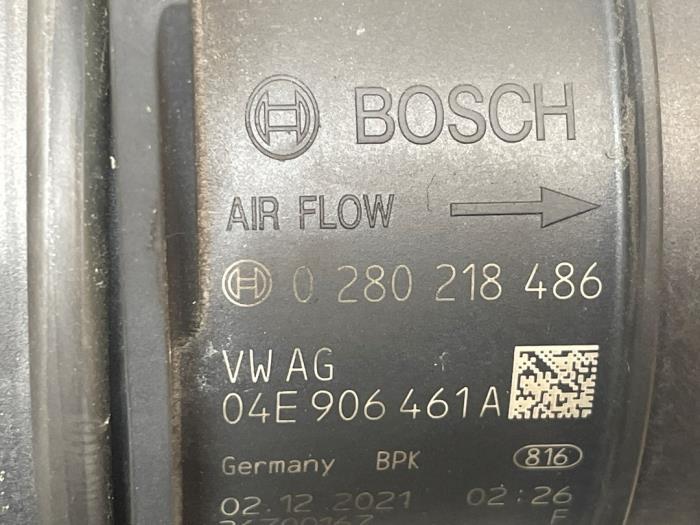 BOSCH
AIR FLOW
0 280 218 486
VW AG
04E 906 461 A
Germany BPK 816
02.12.2021 02:26